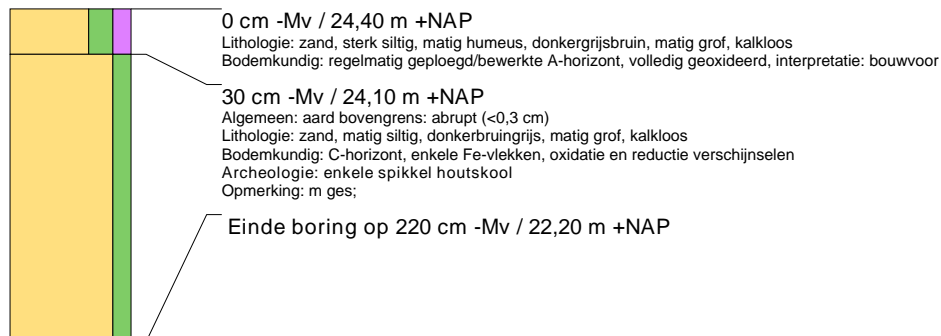 0 cm -Mv / 24,40 m +NAP
Lithologie: zand, sterk siltig, matig humeus, donkergrijsbruin, matig grof, kalkloos
Bodemkundig: regelmatig geploegd/bewerkte A-horizont, volledig geoxideerd, interpretatie: bouwvoor
30 cm -Mv / 24,10 m +NAP
Algemeen: aard bovengrens: abrupt (<0,3 cm)
Lithologie: zand, matig siltig, donkerbruingrijs, matig grof, kalkloos
Bodemkundig: C-horizont, enkele Fe-vlekken, oxidatie en reductie verschijnselen
Archeologie: enkele spikkel houtskool
Opmerking: m ges;
Einde boring op 220 cm -Mv / 22,20 m +NAP